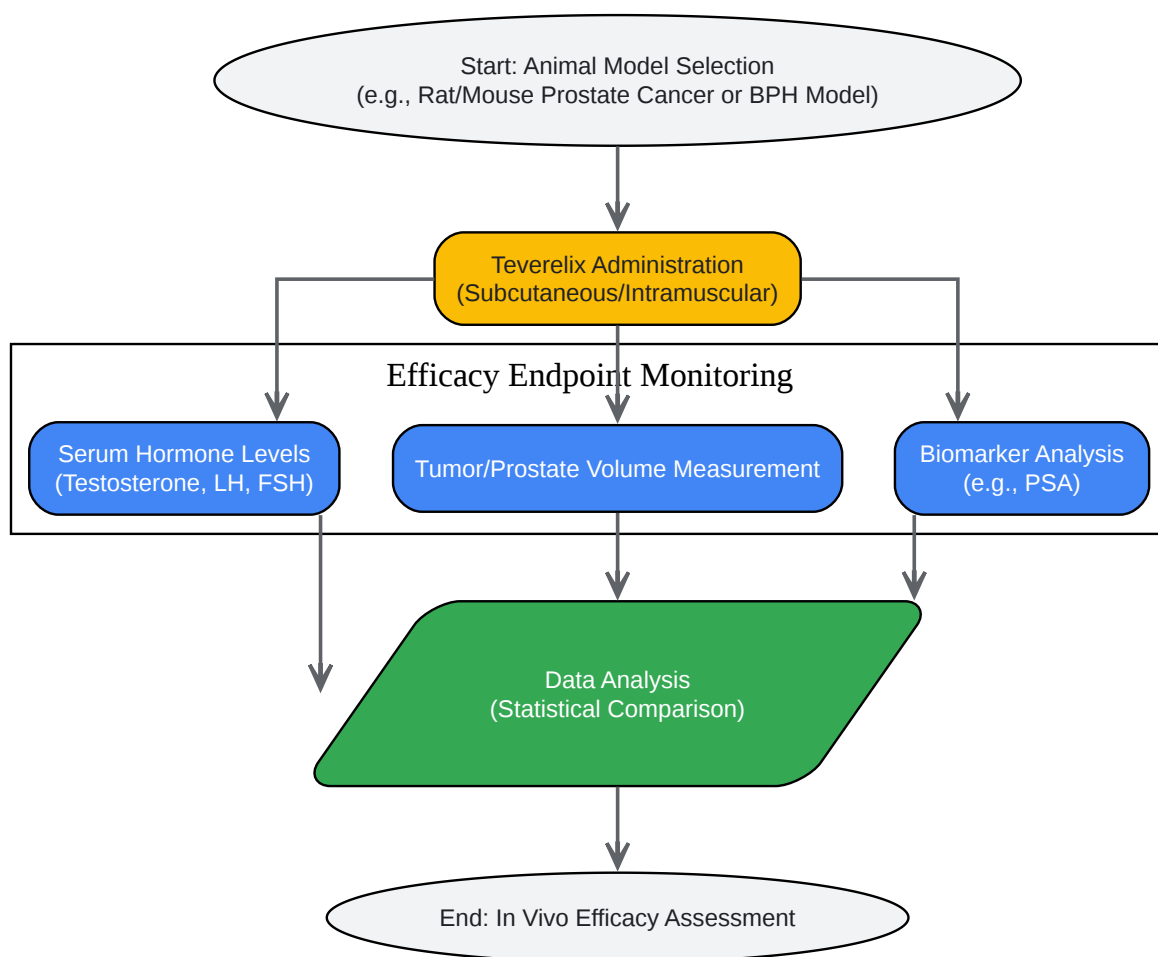 Start: Animal Model Selection
(e.g., Rat/Mouse Prostate Cancer or BPH Model)
Teverelix Administration
(Subcutaneous/Intramuscular)
Efficacy Endpoint Monitoring
Serum Hormone Levels
(Testosterone, LH, FSH)
Tumor/Prostate Volume Measurement
Biomarker Analysis
(e.g., PSA)
Data Analysis
(Statistical Comparison)
End: In Vivo Efficacy Assessment